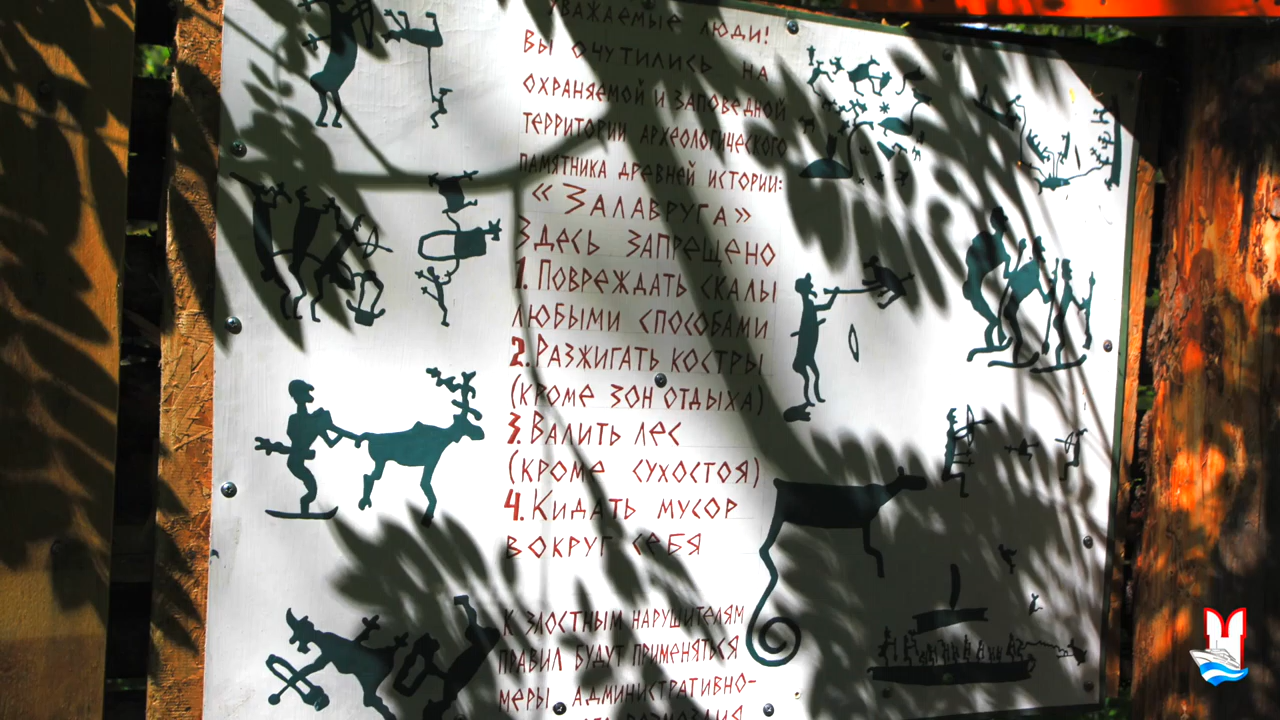 Уважаемые люди!
Вы очутились на
охраняемой и заповедной
территории археологического
памятника древней истории:
«Залавруга»
Здесь запрещено
1. Повреждать скалы
любыми способами
2. Разжигать костры
(кроме зон отдыха)
3. Валить лес
(кроме сухостоя)
4. Кидать мусор
вокруг себя
К злостным нарушителям
правил будут применяться
меры административно-
возмездия